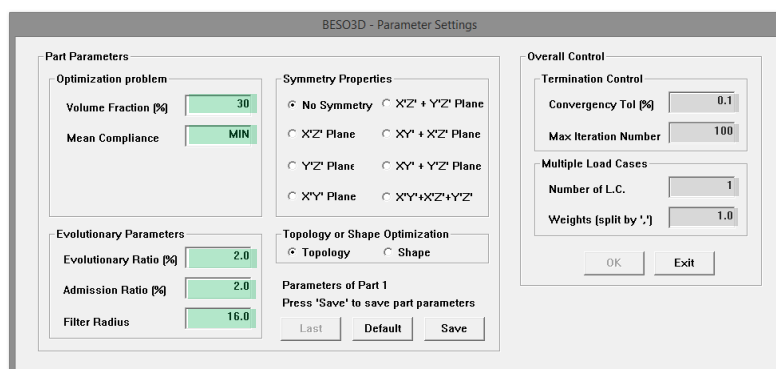 BESO3D - Parameter Settings
Part Parameters
Optimization problem
Volume Fraction (%) 30
Mean Compliance MIN
Symmetry Properties
No Symmetry X'Z' + Y'Z' Plane
X'Z' Plane XY' + X'Z' Plane
Y'Z' Plane XY' + Y'Z' Plane
X'Y' Plane X'Y'+X'Z'+Y'Z'
Evolutionary Parameters
Evolutionary Ratio (%) 2.0
Admission Ratio (%) 2.0
Filter Radius 16.0
Topology or Shape Optimization
Topology Shape
Parameters of Part 1
Press 'Save' to save part parameters
Last Default Save
Overall Control
Termination Control
Convergency Tol (%) 0.1
Max Iteration Number 100
Multiple Load Cases
Number of L.C. 1
Weights (split by ',') 1.0
OK Exit